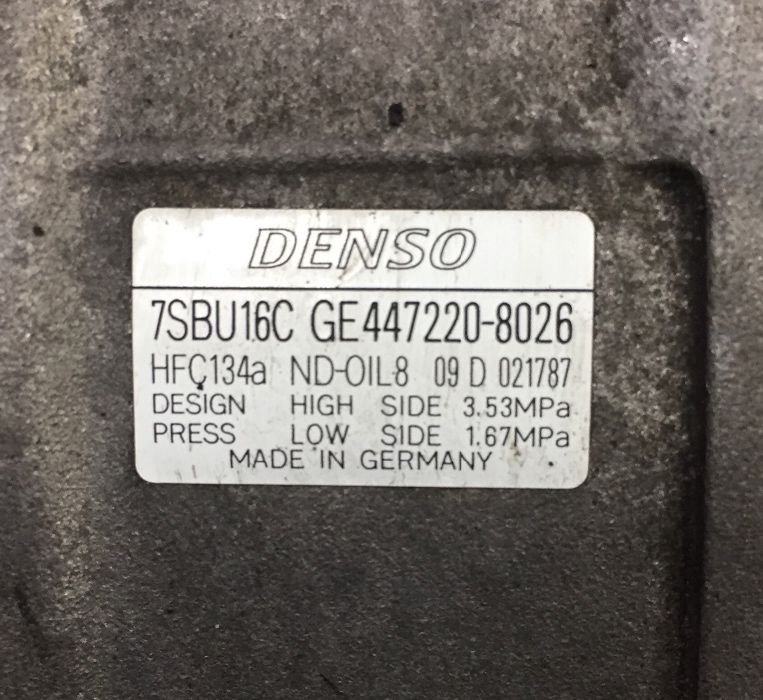 DENSO
7SBU16C GE447220-8026
HFC134a ND-OIL8 09 D 021787
DESIGN HIGH SIDE 3.53MPa
PRESS LOW SIDE 1.67MPa
MADE IN GERMANY